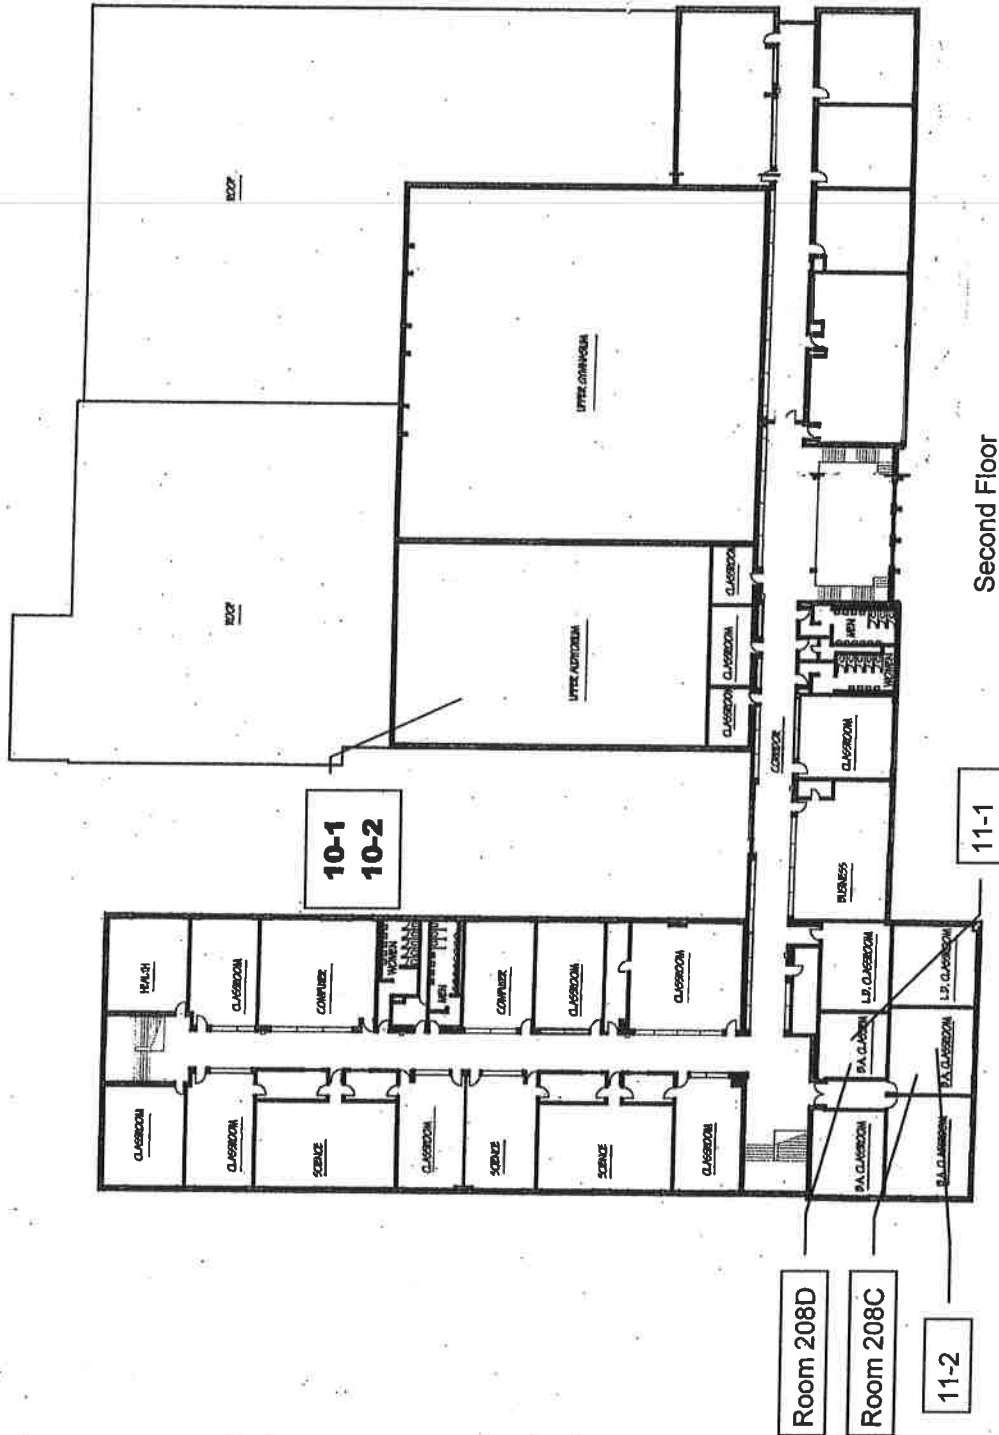 CLASSROOM
HEALTH
CLASSROOM
CLASSROOM
ROOF
ROOF
SCIENCE
COMPUTER
10-1
10-2
WOMEN
CLASSROOM
MEN
SCIENCE
COMPUTER
CLASSROOM
UPPER AUDITORIUM
UPPER GYMNASIUM
SCIENCE
CLASSROOM
CLASSROOM
CLASSROOM
CLASSROOM
CLASSROOM
CORRIDOR
Room 208D
BUSINESS
CLASSROOM
MEN
D.A. CLASSROOM
D.A. CLASSROOM
L.D. CLASSROOM
Room 208C
WOMEN
11-2
D.A. CLASSROOM
D.A. CLASSROOM
L.D. CLASSROOM
11-1
Second Floor